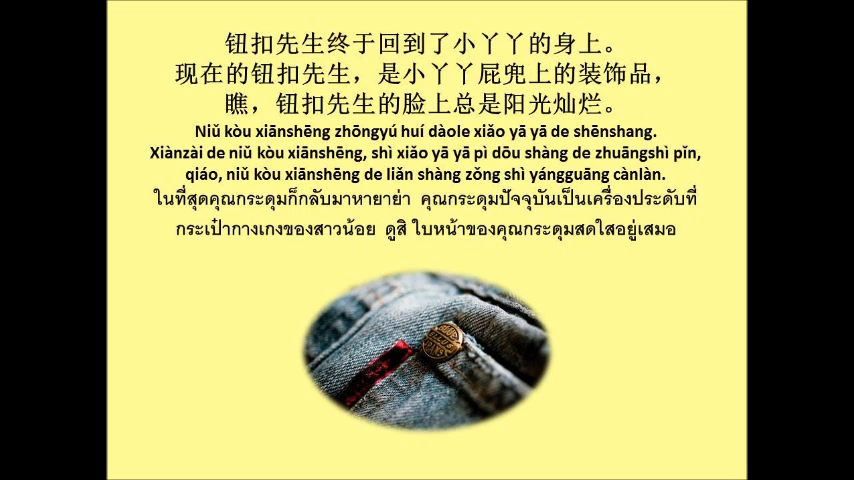 钮扣先生终于回到了小丫丫的身上。
现在的钮扣先生，是小丫丫屁兜上的装饰品，
瞧，钮扣先生的脸上总是阳光灿烂。
Niǔ kòu xiānshēng zhōngyú huí dàole xiǎo yā yā de shēnshang.
Xiànzài de niǔ kòu xiānshēng, shì xiǎo yā yā pì dōu shàng de zhuāngshì pǐn,
qiáo, niǔ kòu xiānshēng de liǎn shàng zǒng shì yángguāng cànlàn.
ในที่สุดคุณกระดุมก็กลับมาหายาย่า คุณกระดุมปัจจุบันเป็นเครื่องประดับที่
กระเป๋ากางเกงของสาวน้อย ดูสิ ใบหน้าของคุณกระดุมสดใสอยู่เสมอ